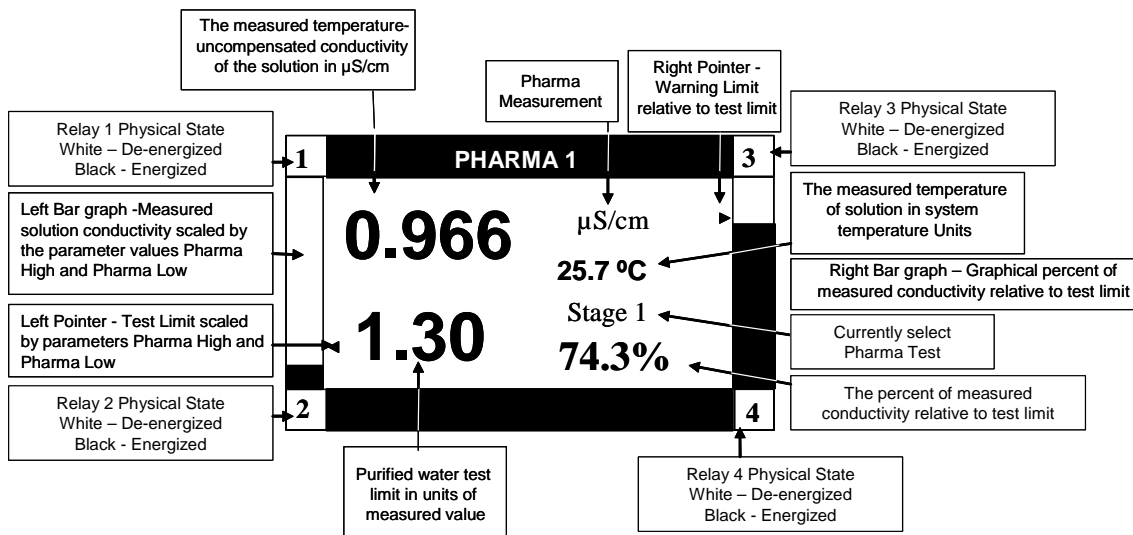 The measured temperature-
uncompensated conductivity
of the solution in µS/cm
Pharma
Measurement
Right Pointer -
Warning Limit
relative to test limit
Relay 1 Physical State
White – De-energized
Black - Energized
Relay 3 Physical State
White – De-energized
Black - Energized
1
PHARMA 1
3
Left Bar graph -Measured
solution conductivity scaled
by the parameter values Pharma
High and Pharma Low
0.966
µS/cm
25.7 ºC
The measured temperature
of solution in system
temperature Units
Right Bar graph – Graphical percent of
measured conductivity relative to test limit
Left Pointer - Test Limit scaled
by parameters Pharma High and
Pharma Low
1.30
Stage 1
74.3%
Currently select
Pharma Test
The percent of measured
conductivity relative to test limit
Relay 2 Physical State
White – De-energized
Black - Energized
2
4
Purified water test
limit in units of
measured value
Relay 4 Physical State
White – De-energized
Black - Energized